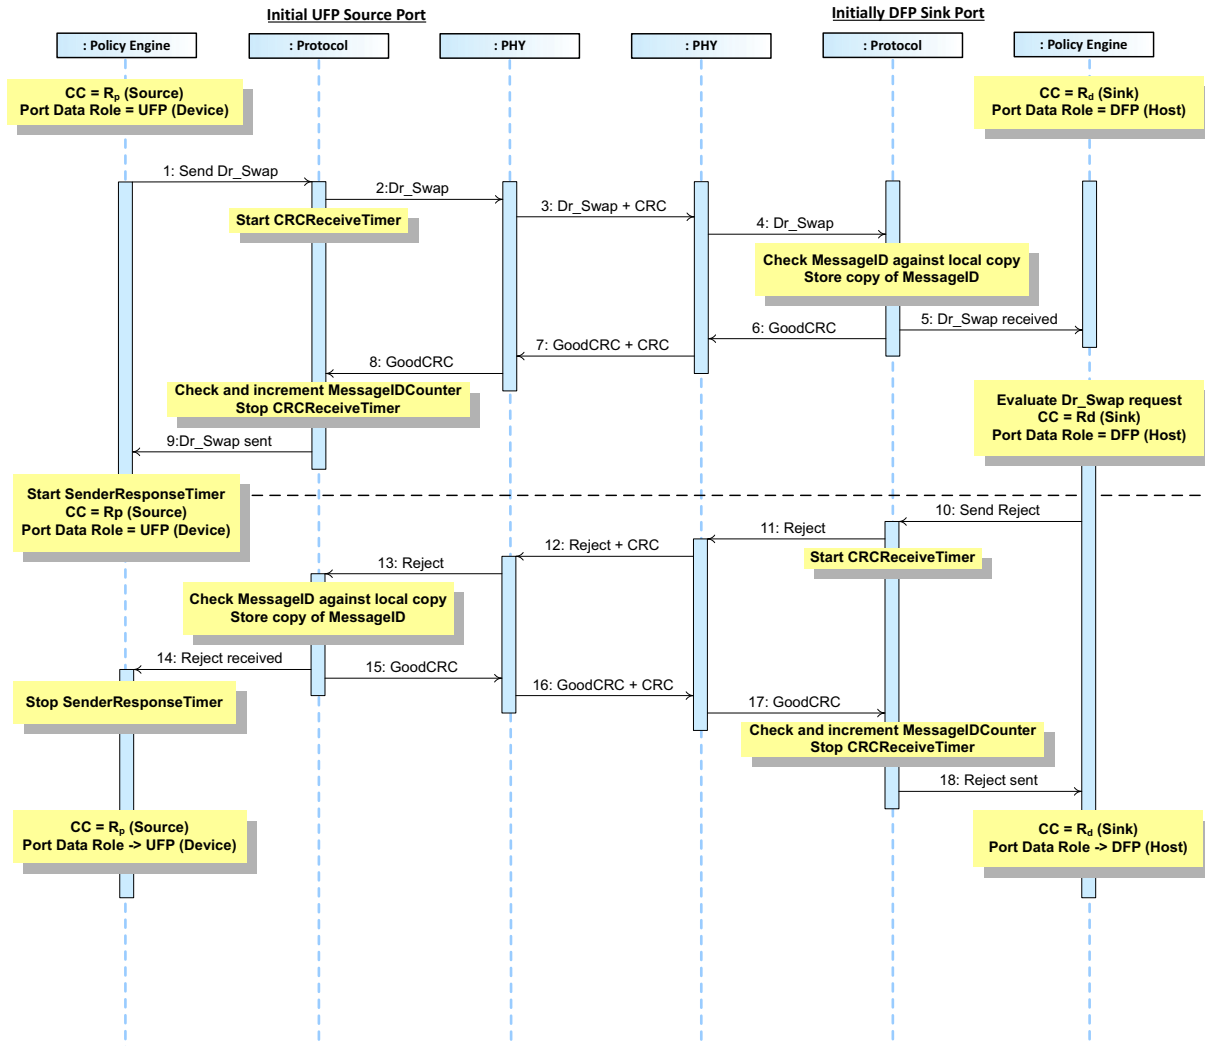 Initial UFP Source Port
Initially DFP Sink Port
: Policy Engine
: Protocol
: PHY
: PHY
: Protocol
: Policy Engine
CC = Rp (Source)
Port Data Role = UFP (Device)
CC = Rd (Sink)
Port Data Role = DFP (Host)
1: Send Dr_Swap
2:Dr_Swap
Start CRCReceiveTimer
3: Dr_Swap + CRC
4: Dr_Swap
Check MessageID against local copy
Store copy of MessageID
5: Dr_Swap received
6: GoodCRC
7: GoodCRC + CRC
8: GoodCRC
Check and increment MessageIDCounter
Stop CRCReceiveTimer
9:Dr_Swap sent
Evaluate Dr_Swap request
CC = Rd (Sink)
Port Data Role = DFP (Host)
Start SenderResponseTimer
CC = Rp (Source)
Port Data Role = UFP (Device)
10: Send Reject
11: Reject
Start CRCReceiveTimer
12: Reject + CRC
13: Reject
Check MessageID against local copy
Store copy of MessageID
14: Reject received
15: GoodCRC
Stop SenderResponseTimer
16: GoodCRC + CRC
17: GoodCRC
Check and increment MessageIDCounter
Stop CRCReceiveTimer
18: Reject sent
CC = Rp (Source)
Port Data Role -> UFP (Device)
CC = Rd (Sink)
Port Data Role -> DFP (Host)